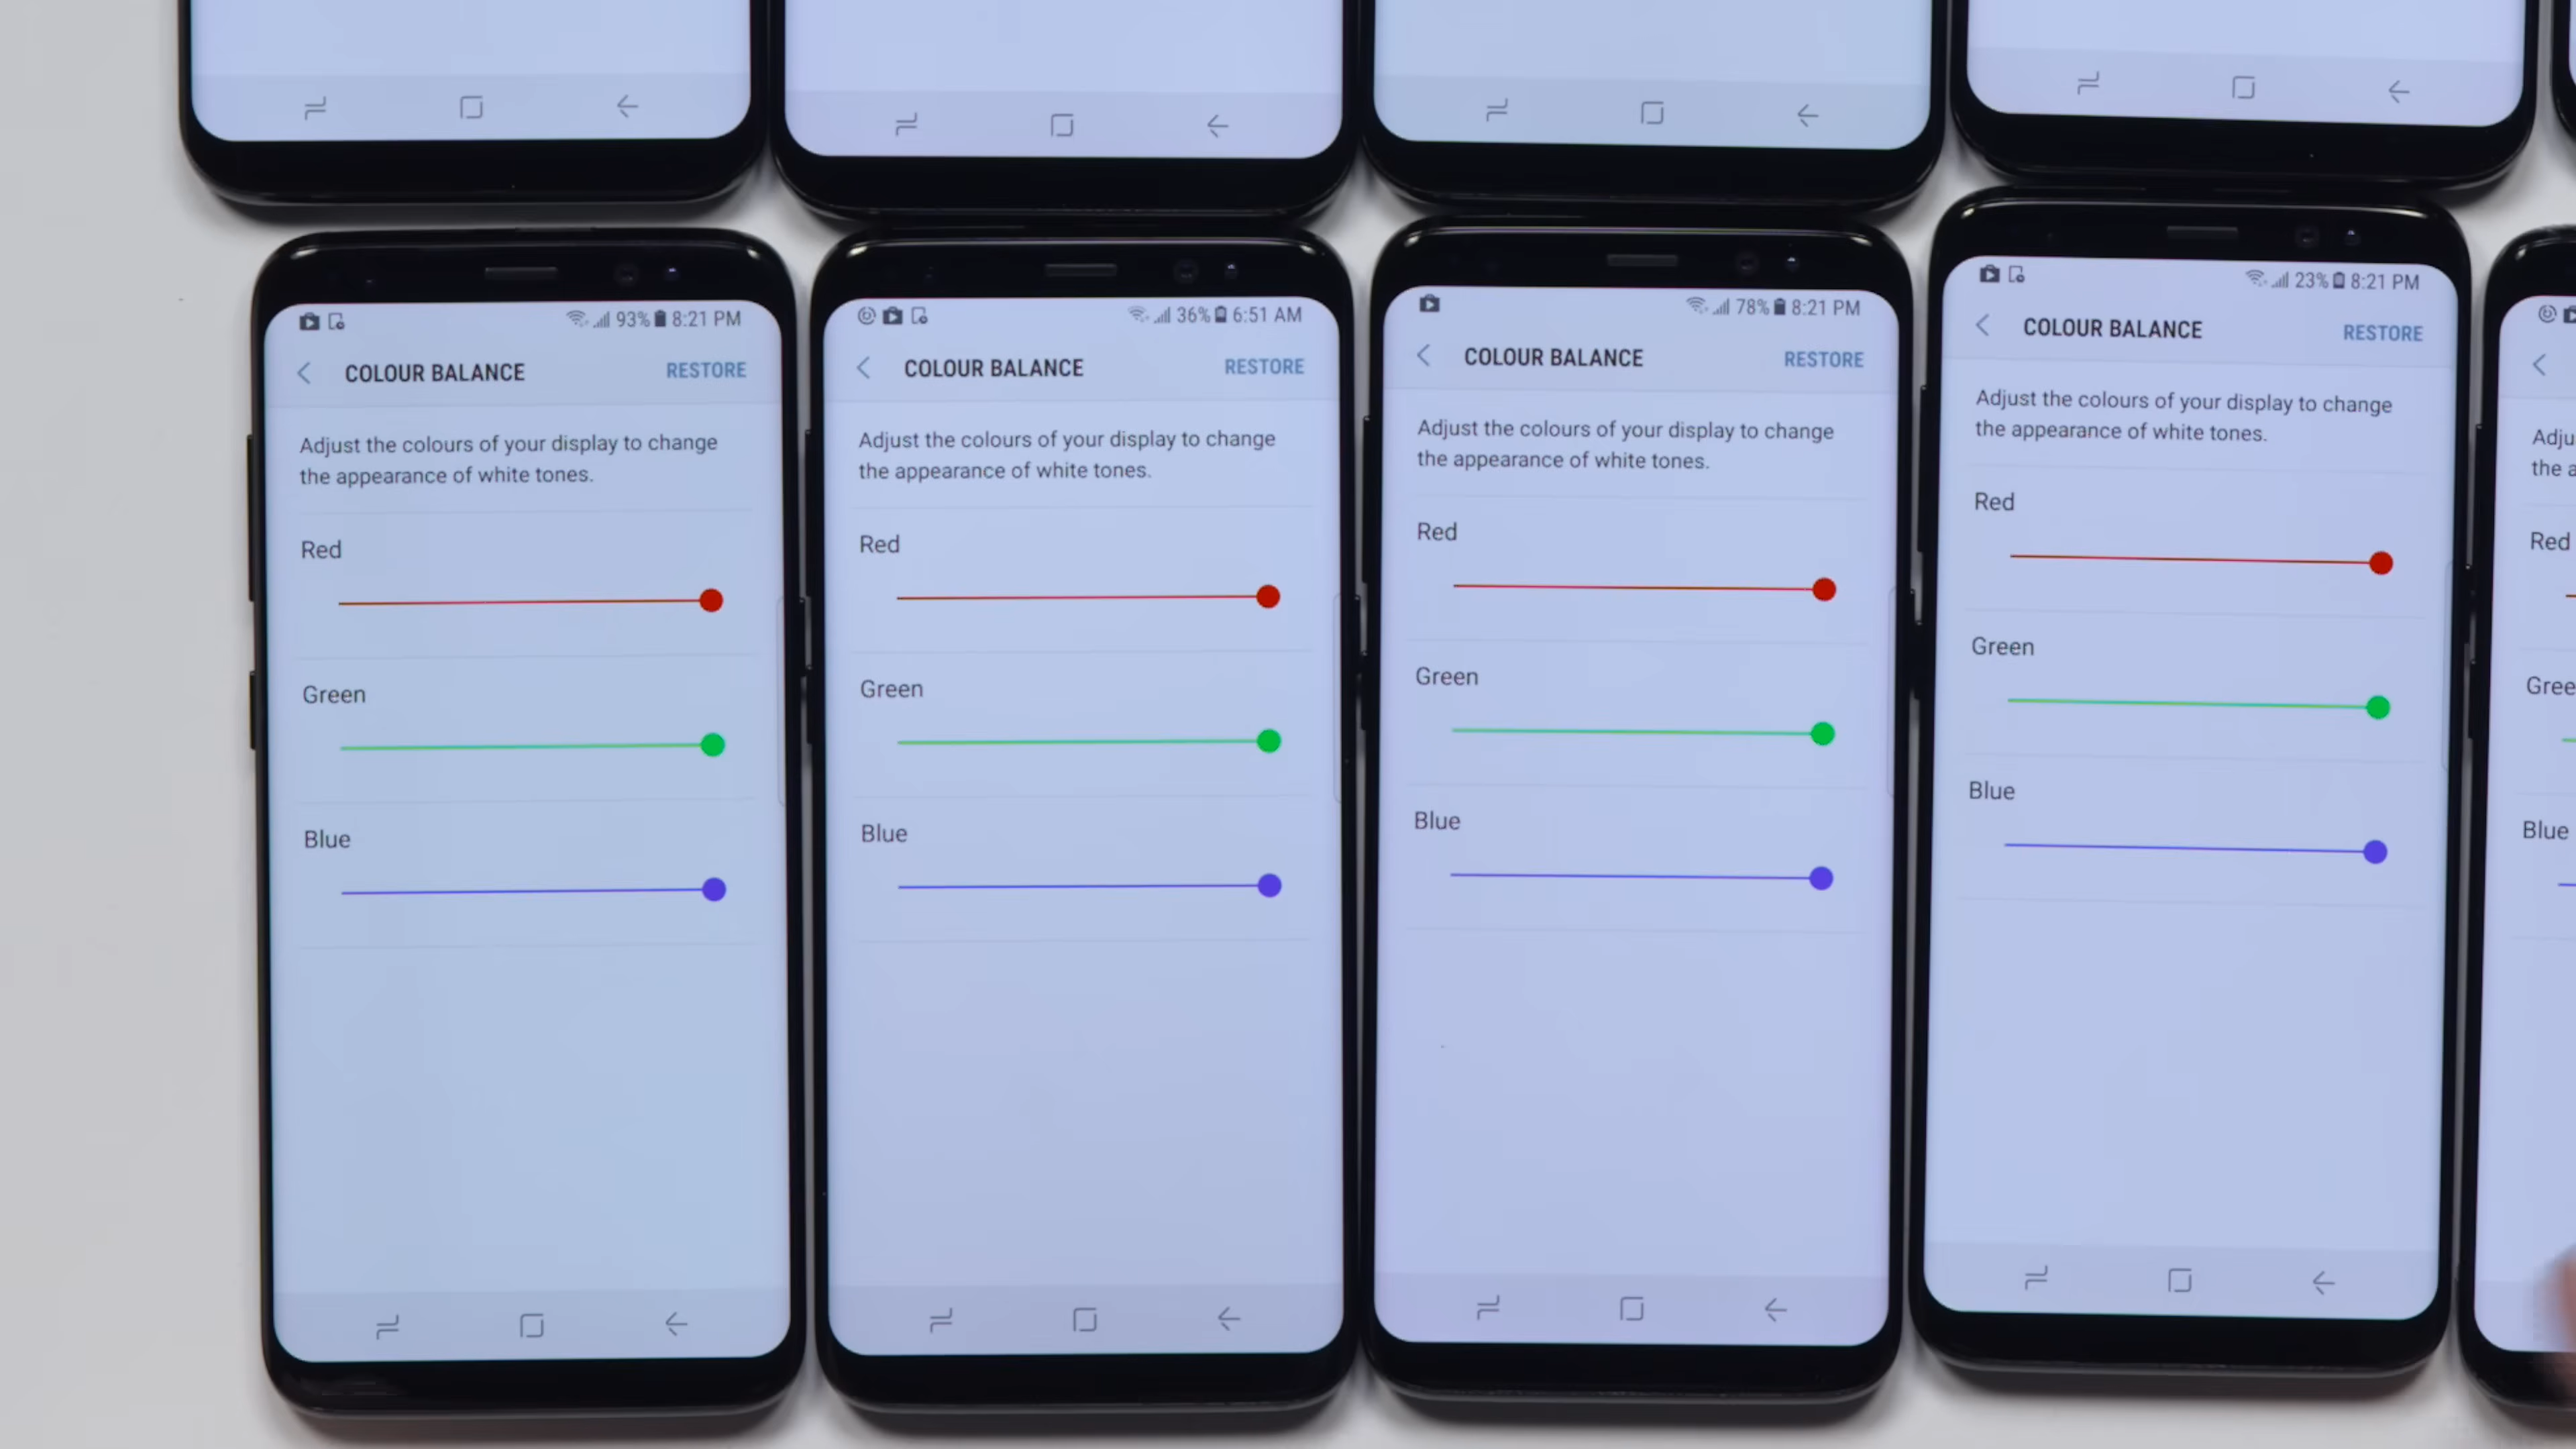 93% 8:21 PM
COLOUR BALANCE RESTORE
Adjust the colours of your display to change
the appearance of white tones.
Red
Green
Blue
36% 6:51 AM
COLOUR BALANCE RESTORE
Adjust the colours of your display to change
the appearance of white tones.
Red
Green
Blue
78% 8:21 PM
COLOUR BALANCE RESTORE
Adjust the colours of your display to change
the appearance of white tones.
Red
Green
Blue
23% 8:21 PM
COLOUR BALANCE RESTORE
Adjust the colours of your display to change
the appearance of white tones.
Red
Green
Blue
the
Red
Blue